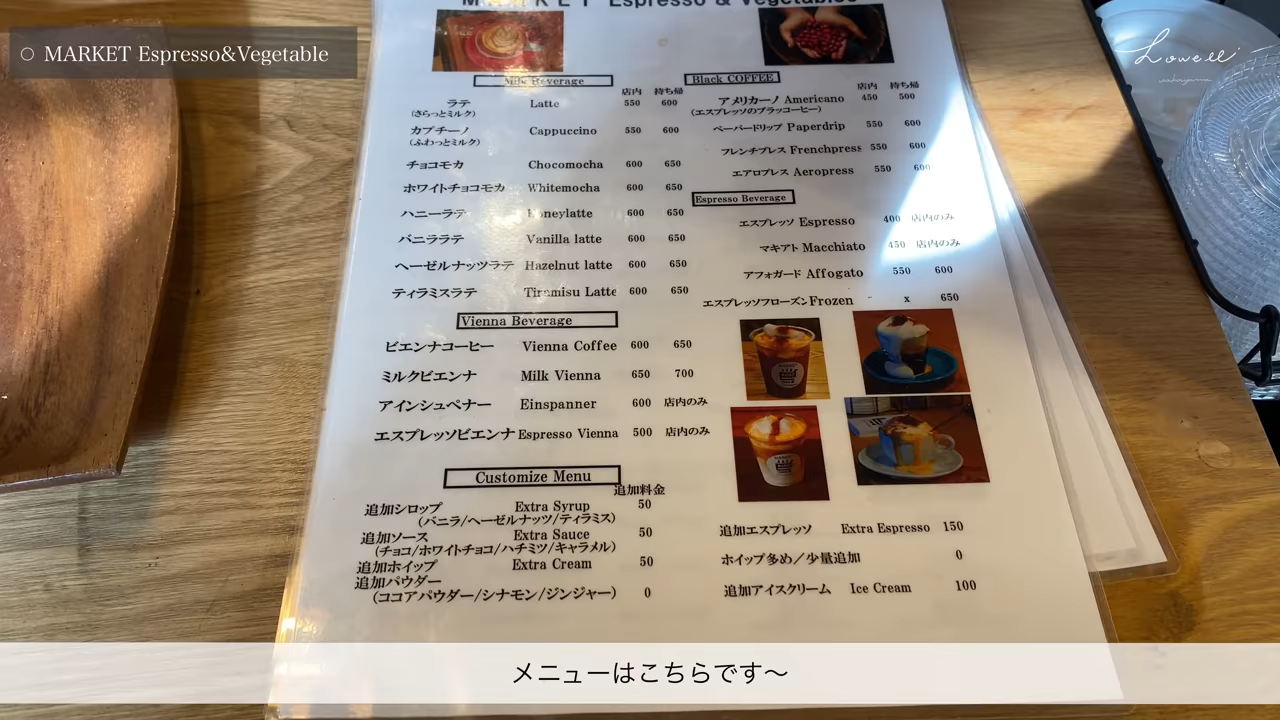 MARKET Espresso & Vegetables
MARKET Espresso&Vegetable
Lowell
Milk Beverage
店内 持ち帰
ラテ Latte 550 600
(さらっとミルク)
カプチーノ Cappuccino 550 600
(ふわっとミルク)
チョコモカ Chocomocha 600 650
ホワイトチョコモカ Whitemocha 600 650
ハニーラテ Honeylatte 600 650
バニララテ Vanilla latte 600 650
ヘーゼルナッツラテ Hazelnut latte 600 650
ティラミスラテ Tiramisu Latte 600 650
Vienna Beverage
ビエンナコーヒー Vienna Coffee 600 650
ミルクビエンナ Milk Vienna 650 700
アインシュペナー Einspanner 600 店内のみ
エスプレッソビエンナ Espresso Vienna 500 店内のみ
Customize Menu
追加料金
追加シロップ Extra Syrup 50
(バニラ/ヘーゼルナッツ/ティラミス)
追加ソース Extra Sauce 50
(チョコ/ホワイトチョコ/ハチミツ/キャラメル)
追加ホイップ Extra Cream 50
追加パウダー
(ココアパウダー/シナモン/ジンジャー) 0
Black COFFEE
店内 持ち帰
アメリカーノ Americano 450 500
(エスプレッソのブラッコーヒー)
ペーパードリップ Paperdrip 550 600
フレンチプレス Frenchpress 550 600
エアロプレス Aeropress 550 600
Espresso Beverage
エスプレッソ Espresso 400 店内のみ
マキアト Macchiato 450 店内のみ
アフォガード Affogato 550 600
エスプレッソフローズン Frozen - x 650
追加エスプレッソ Extra Espresso 150
ホイップ多め/少量追加 0
追加アイスクリーム Ice Cream 100
メニューはこちらです〜